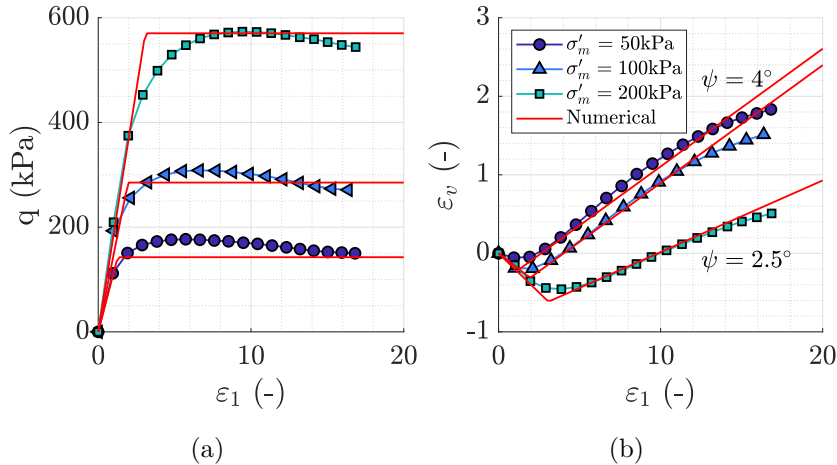 600
400
200
0
q (kPa)
0
10
20
ε₁ (-)
(a)
3
2
1
0
-1
εᵥ (-)
σ′ₘ = 50kPa
σ′ₘ = 100kPa
σ′ₘ = 200kPa
Numerical
ψ = 4°
ψ = 2.5°
0
10
20
ε₁ (-)
(b)